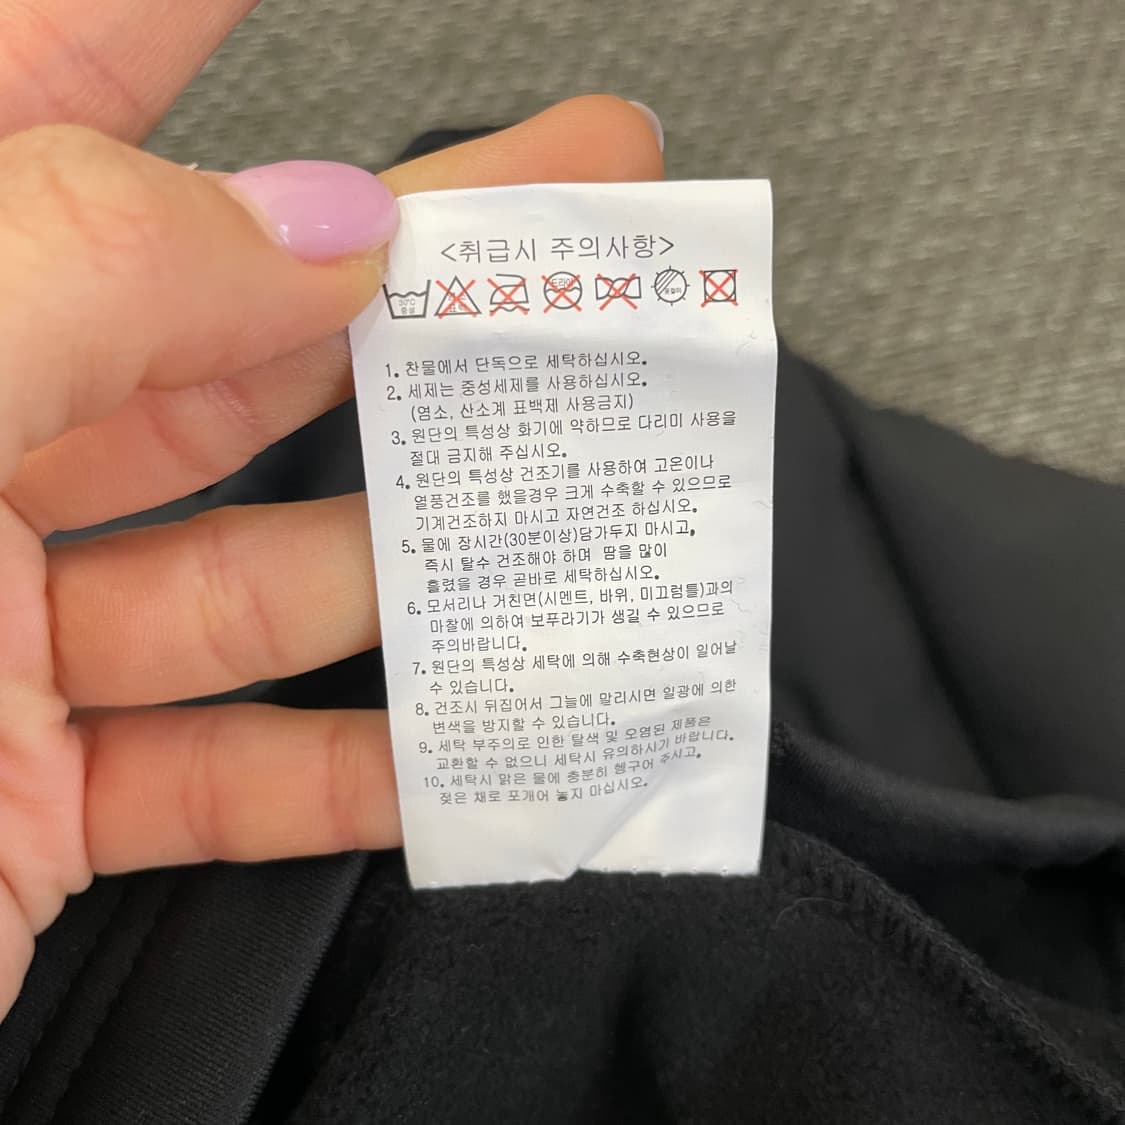 <취급시 주의사항>
30℃
중성
드라이
옷걸이
1. 찬물에서 단독으로 세탁하십시오.
2. 세제는 중성세제를 사용하십시오.
(염소, 산소계 표백제 사용금지)
3. 원단의 특성상 화기에 약하므로 다리미 사용을
절대 금지해 주십시오.
4. 원단의 특성상 건조기를 사용하여 고온이나
열풍건조를 했을경우 크게 수축할 수 있으므로
기계건조하지 마시고 자연건조 하십시오.
5. 물에 장시간(30분이상)담가두지 마시고,
즉시 탈수 건조해야 하며 땀을 많이
흘렸을 경우 곧바로 세탁하십시오.
6. 모서리나 거친면(시멘트, 바위, 미끄럼틀)과의
마찰에 의하여 보푸라기가 생길 수 있으므로
주의바랍니다.
7. 원단의 특성상 세탁에 의해 수축현상이 일어날
수 있습니다.
8. 건조시 뒤집어서 그늘에 말리시면 일광에 의한
변색을 방지할 수 있습니다.
9. 세탁 부주의로 인한 탈색 및 오염된 제품은
교환할 수 없으니 세탁시 유의하시기 바랍니다.
10. 세탁시 맑은 물에 충분히 헹구어 주시고,
젖은 채로 포개어 놓지 마십시오.